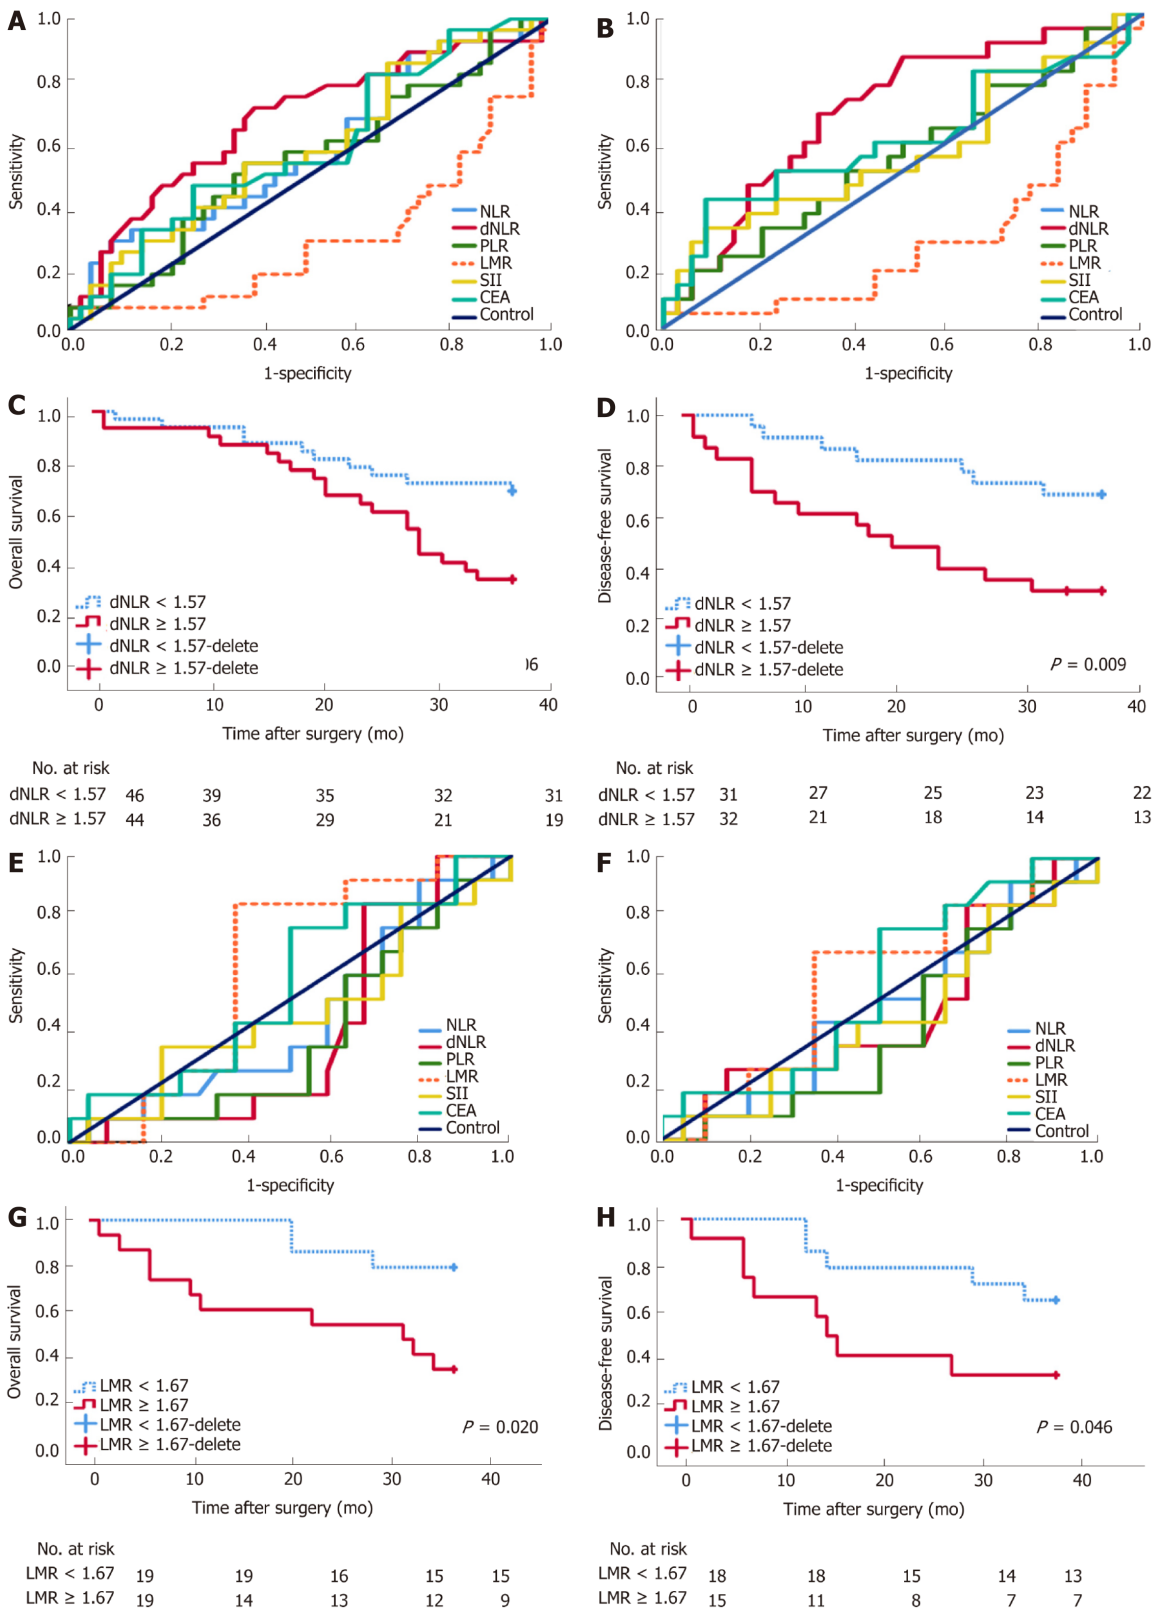 A
1.0
0.8
0.6
0.4
0.2
0.0
Sensitivity
NLR
dNLR
PLR
LMR
SII
CEA
Control
0.0 0.2 0.4 0.6 0.8 1.0
1-specificity
B
1.0
0.8
0.6
0.4
0.2
0.0
Sensitivity
NLR
dNLR
PLR
LMR
SII
CEA
Control
0.0 0.2 0.4 0.6 0.8 1.0
1-specificity
C
1.0
0.8
0.6
0.4
0.2
0.0
Overall survival
dNLR < 1.57
dNLR ≥ 1.57
dNLR < 1.57-delete
dNLR ≥ 1.57-delete
0 10 20 30 40
Time after surgery (mo)
No. at risk
dNLR < 1.57 46 39 35 32 31
dNLR ≥ 1.57 44 36 29 21 19
D
1.0
0.8
0.6
0.4
0.2
0.0
Disease-free survival
dNLR < 1.57
dNLR ≥ 1.57
dNLR < 1.57-delete
dNLR ≥ 1.57-delete
P = 0.009
0 10 20 30 40
Time after surgery (mo)
No. at risk
dNLR < 1.57 31 27 25 23 22
dNLR ≥ 1.57 32 21 18 14 13
E
1.0
0.8
0.6
0.4
0.2
0.0
Sensitivity
NLR
dNLR
PLR
LMR
SII
CEA
Control
0.0 0.2 0.4 0.6 0.8 1.0
1-specificity
F
1.0
0.8
0.6
0.4
0.2
0.0
Sensitivity
NLR
dNLR
PLR
LMR
SII
CEA
Control
0.0 0.2 0.4 0.6 0.8 1.0
1-specificity
G
1.0
0.8
0.6
0.4
0.2
0.0
Overall survival
LMR < 1.67
LMR ≥ 1.67
LMR < 1.67-delete
LMR ≥ 1.67-delete
P = 0.020
0 10 20 30 40
Time after surgery (mo)
No. at risk
LMR < 1.67 19 19 16 15 15
LMR ≥ 1.67 19 14 13 12 9
H
1.0
0.8
0.6
0.4
0.2
0.0
Disease-free survival
LMR < 1.67
LMR ≥ 1.67
LMR < 1.67-delete
LMR ≥ 1.67-delete
P = 0.046
0 10 20 30 40
Time after surgery (mo)
No. at risk
LMR < 1.67 18 18 15 14 13
LMR ≥ 1.67 15 11 8 7 7